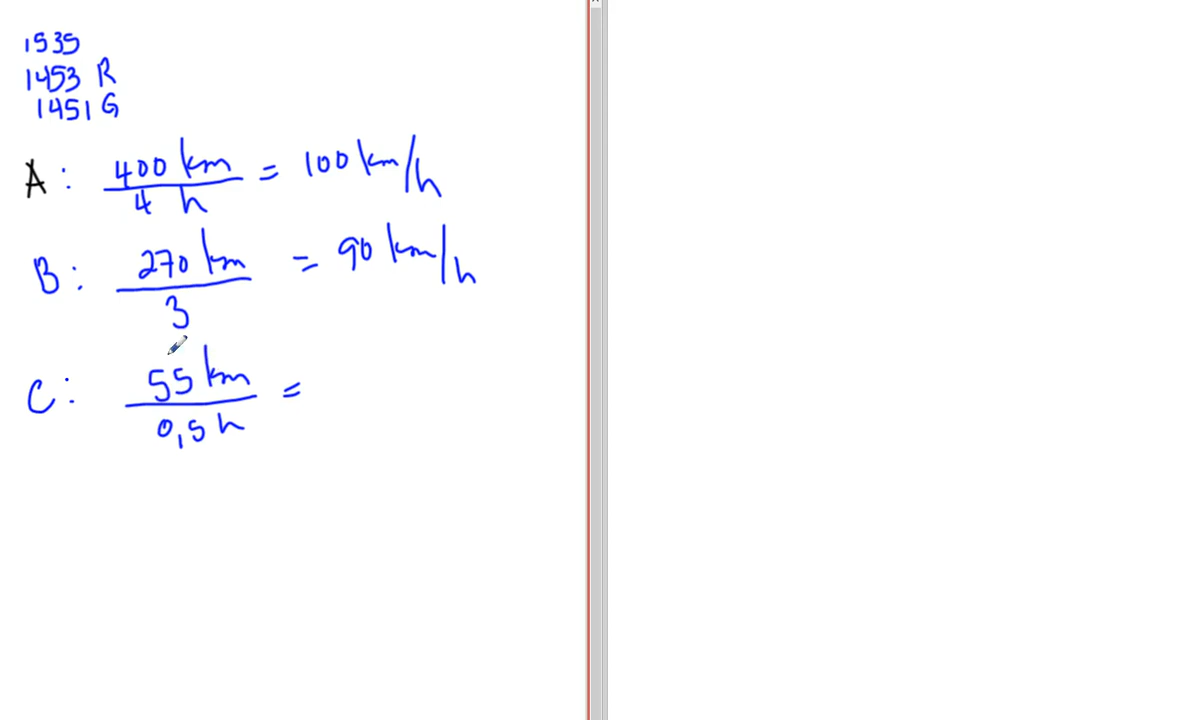 1535
1453 R
1451 G
A: 400 km / 4 h = 100 km/h
B: 270 km / 3 = 90 km/h
C: 55 km / 0,5 h =